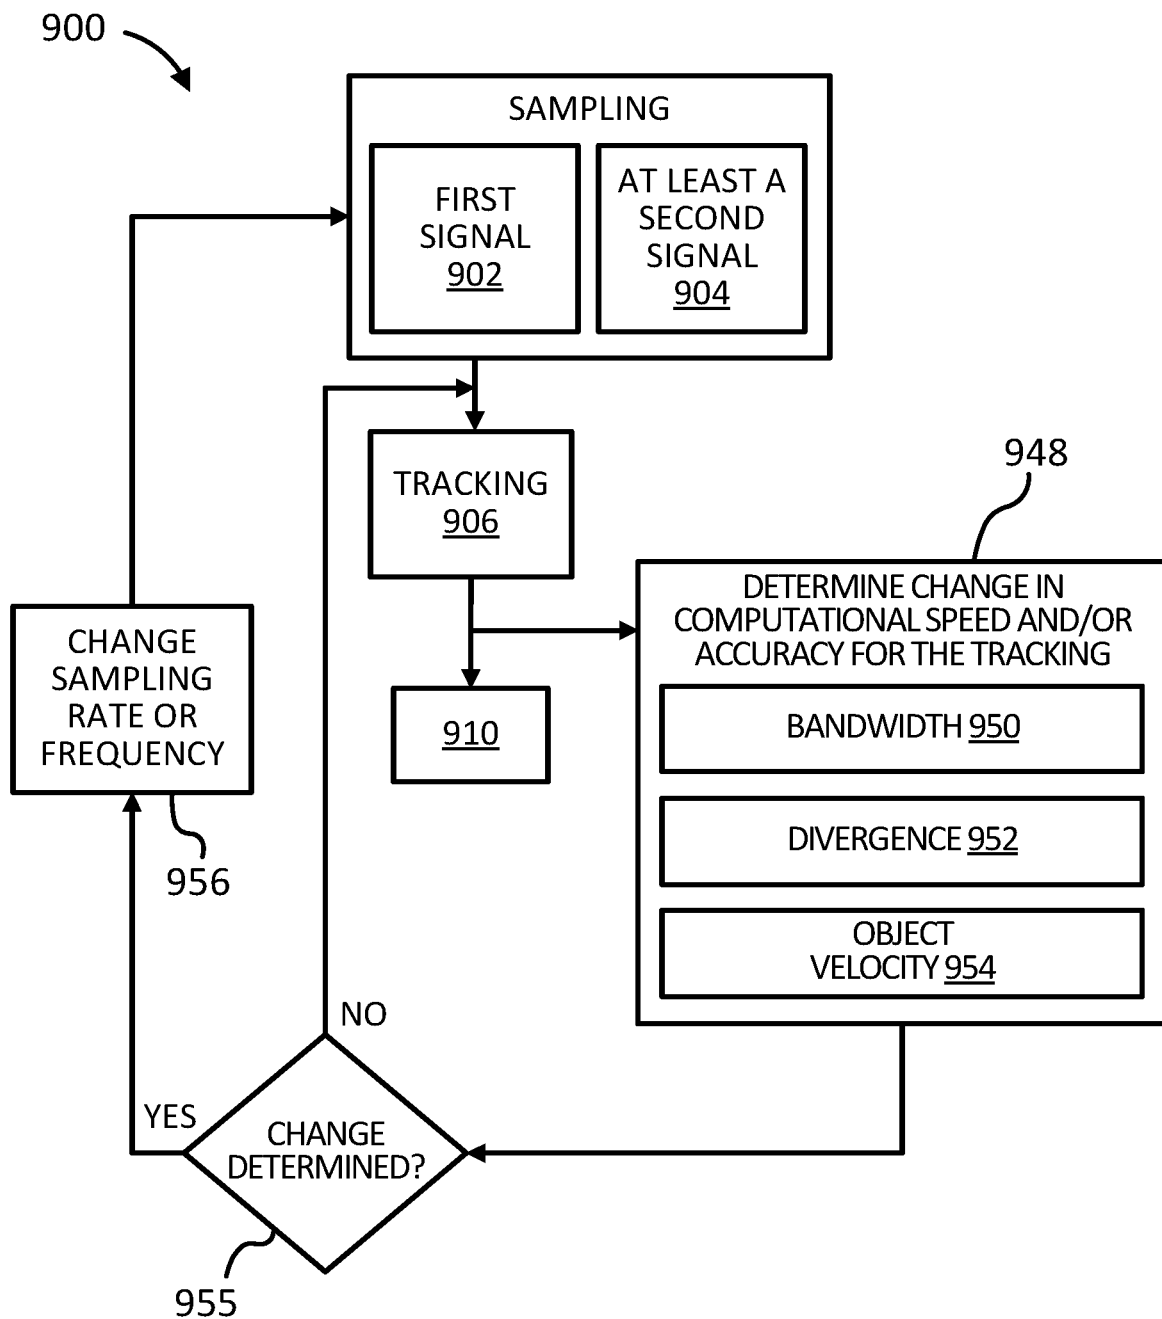 900
SAMPLING
FIRST
SIGNAL
902
AT LEAST A
SECOND
SIGNAL
904
TRACKING
906
948
DETERMINE CHANGE IN
COMPUTATIONAL SPEED AND/OR
ACCURACY FOR THE TRACKING
BANDWIDTH 950
DIVERGENCE 952
OBJECT
VELOCITY 954
910
CHANGE
SAMPLING
RATE OR
FREQUENCY
956
NO
YES
CHANGE
DETERMINED?
955